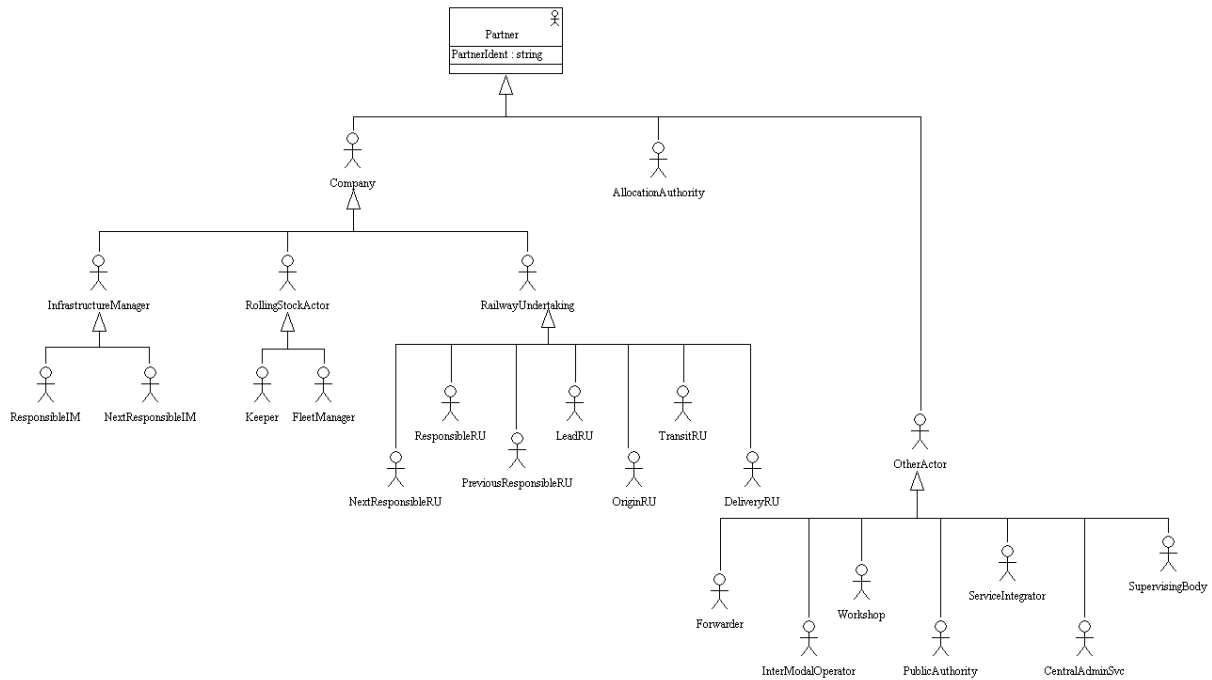 Partner
PartnerIdent : string
Company
AllocationAuthority
InfrastructureManager
RollingStockActor
RailwayUndertaking
ResponsibleIM
NextResponsibleIM
Keeper
FleetManager
ResponsibleRU
LeadRU
TransitRU
OtherActor
PreviousResponsibleRU
NextResponsibleRU
OriginRU
DeliveryRU
SupervisingBody
ServiceIntegrator
Workshop
Forwarder
InterModalOperator
PublicAuthority
CentralAdminSvc